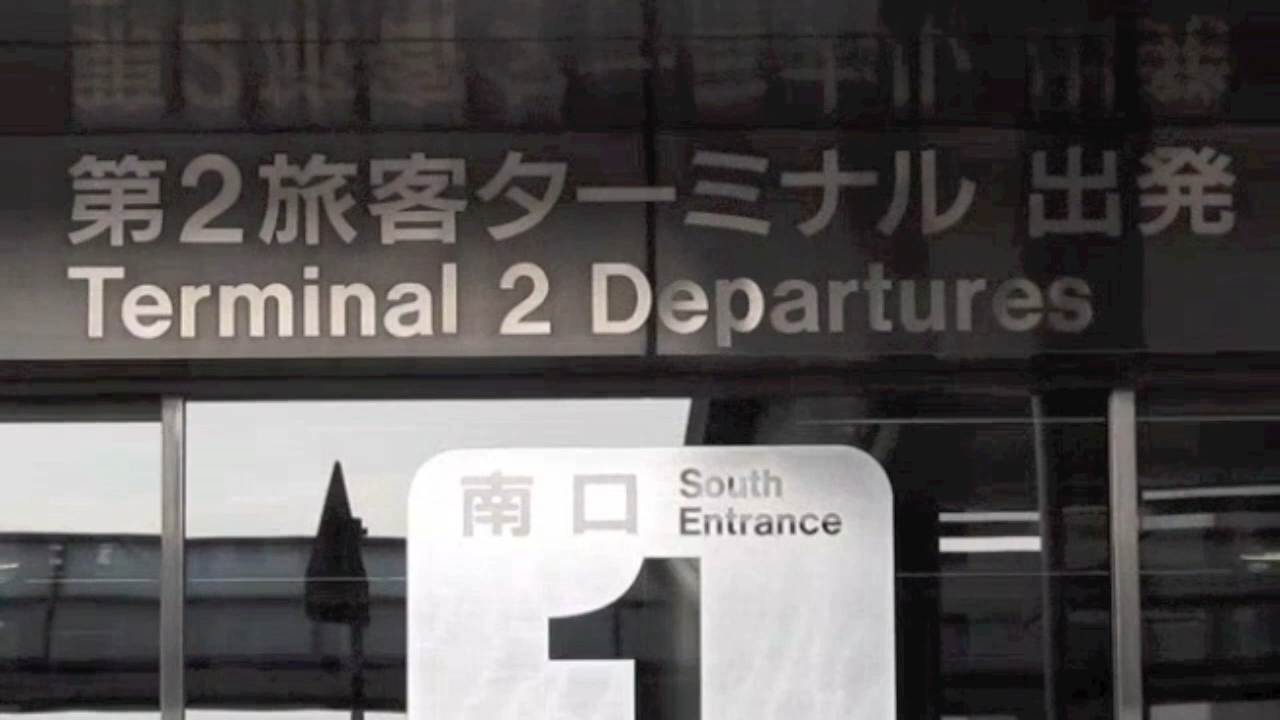 第2旅客ターミナル 出発
Terminal 2 Departures
南口
South
Entrance
1